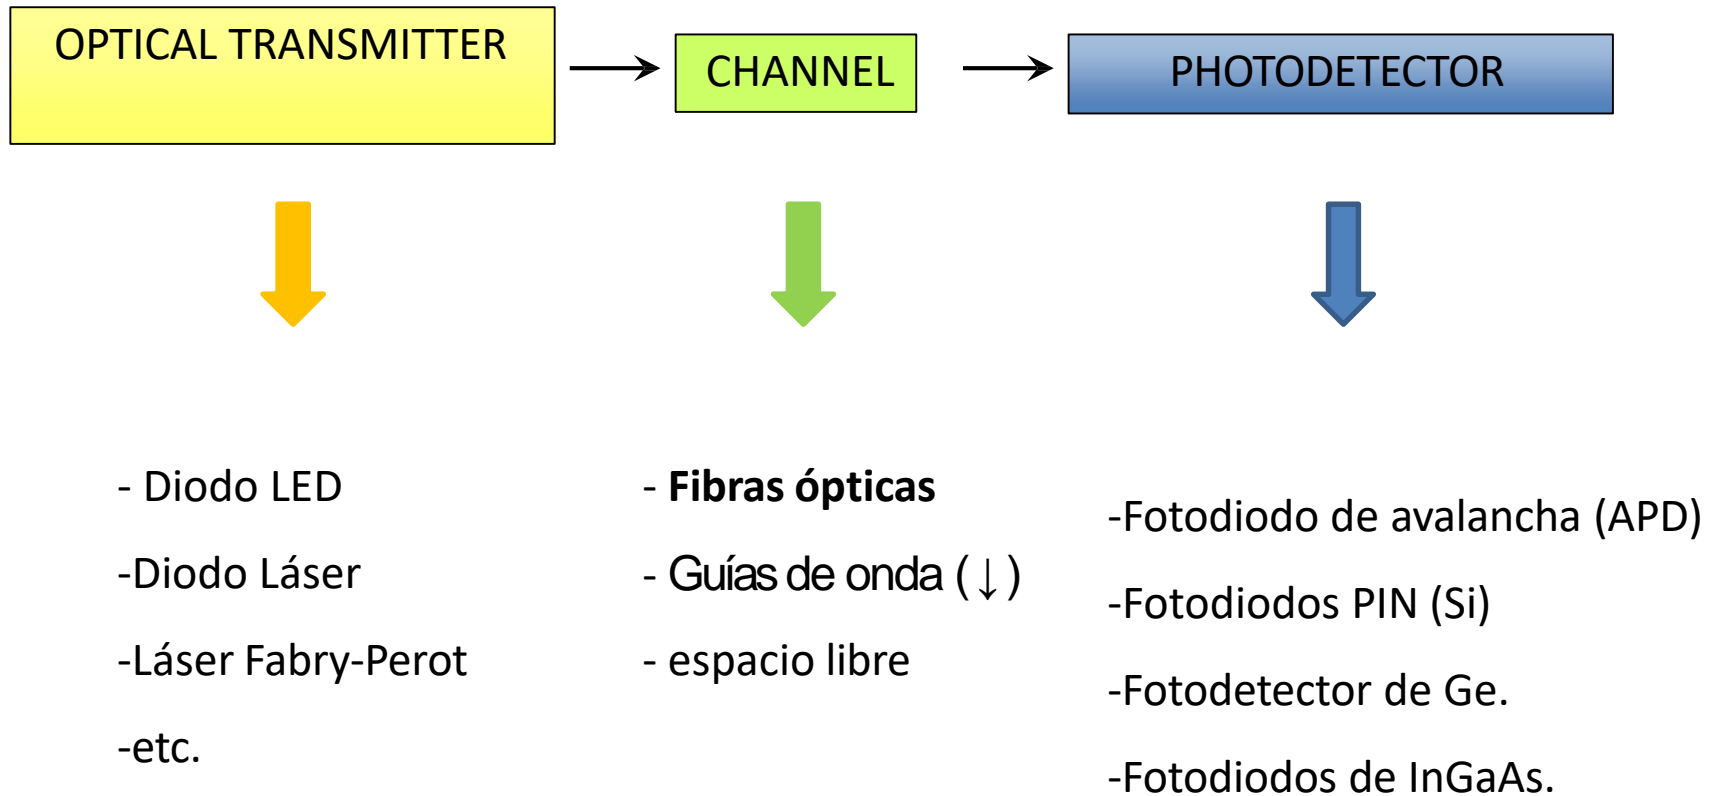 OPTICAL TRANSMITTER
CHANNEL
PHOTODETECTOR
- Diodo LED
-Diodo Láser
-Láser Fabry-Perot
-etc.
- Fibras ópticas
- Guías de onda (↓)
- espacio libre
-Fotodiodo de avalancha (APD)
-Fotodiodos PIN (Si)
-Fotodetector de Ge.
-Fotodiodos de InGaAs.